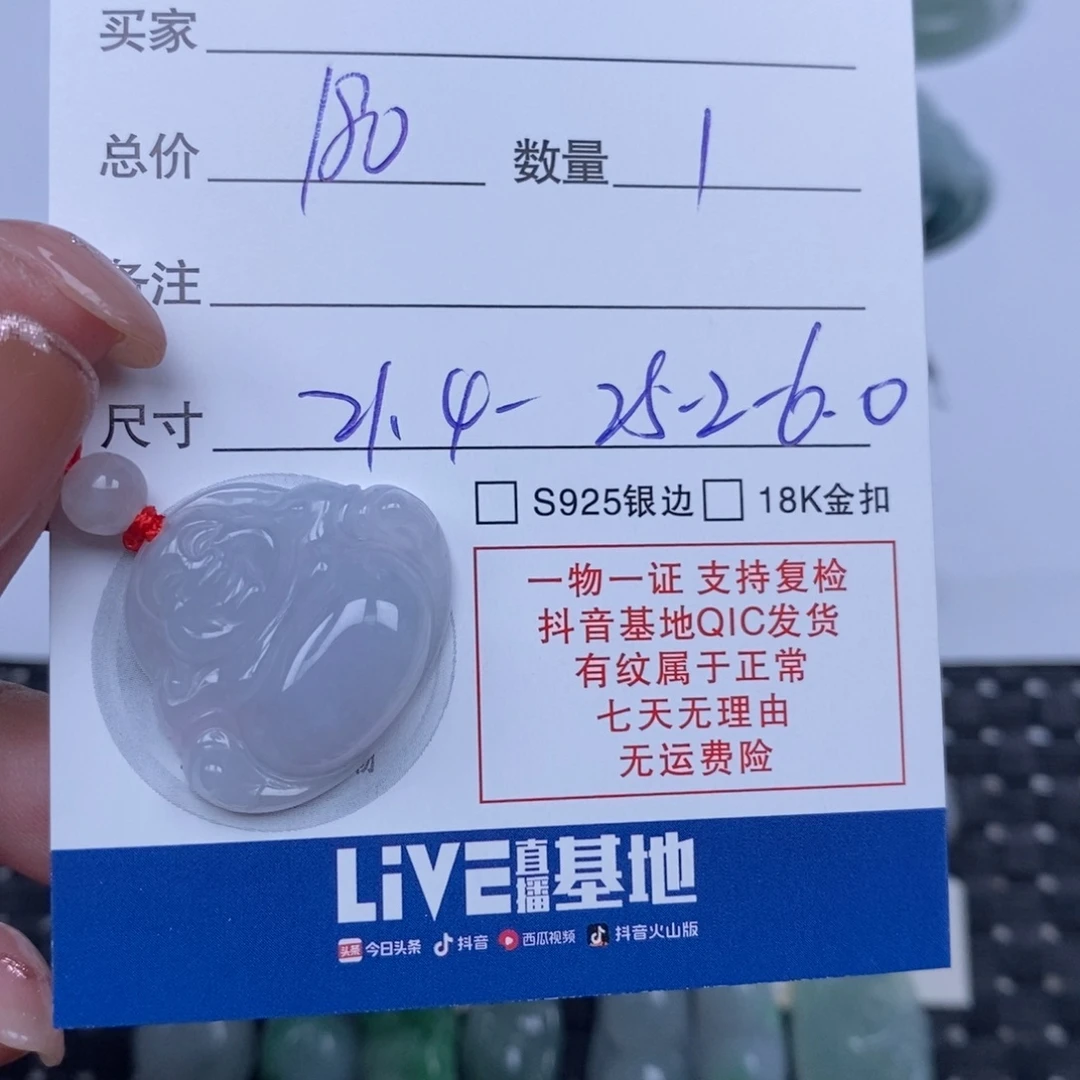 买家
总价 180 数量 1
备注
尺寸 21.4-25-2-6.0
S925银边 18K金扣
一物一证 支持复检
抖音基地QIC发货
有纹属于正常
七天无理由
无运费险
LiVE直播基地
头条 今日头条 抖音 西瓜视频 抖音火山版